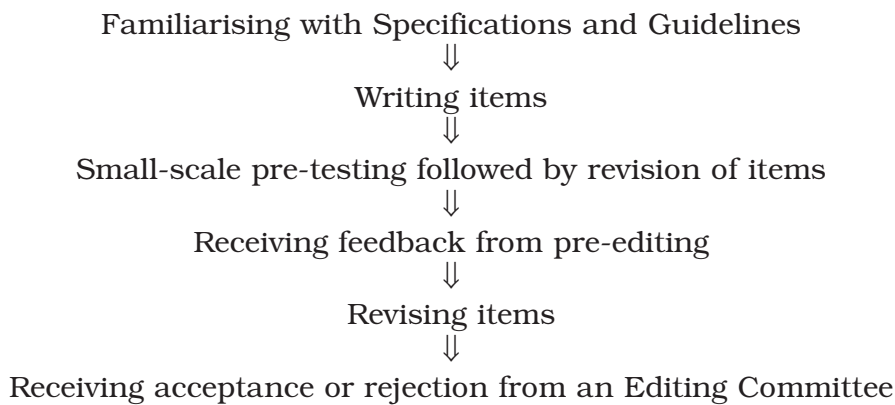 Familiarising with Specifications and Guidelines
⇓
Writing items
⇓
Small-scale pre-testing followed by revision of items
⇓
Receiving feedback from pre-editing
⇓
Revising items
⇓
Receiving acceptance or rejection from an Editing Committee